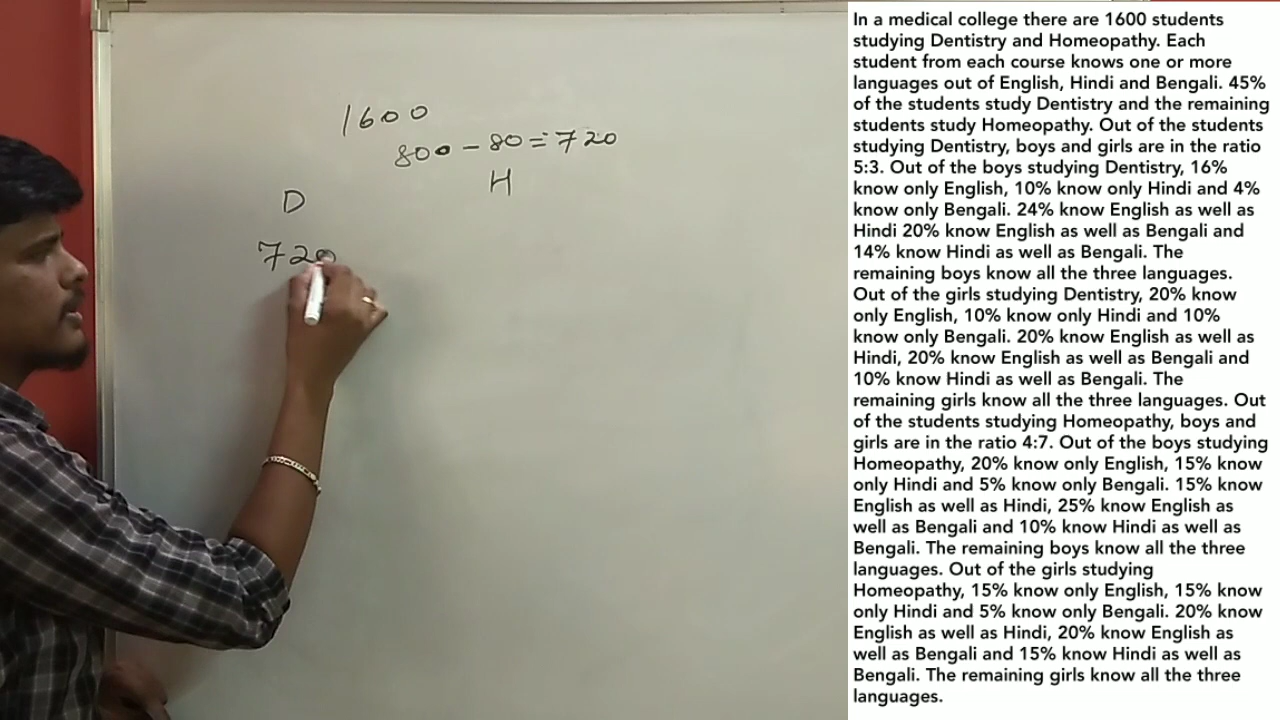 1600
800 - 80 = 720
H
D
720
In a medical college there are 1600 students
studying Dentistry and Homeopathy. Each
student from each course knows one or more
languages out of English, Hindi and Bengali. 45%
of the students study Dentistry and the remaining
students study Homeopathy. Out of the students
studying Dentistry, boys and girls are in the ratio
5:3. Out of the boys studying Dentistry, 16%
know only English, 10% know only Hindi and 4%
know only Bengali. 24% know English as well as
Hindi 20% know English as well as Bengali and
14% know Hindi as well as Bengali. The
remaining boys know all the three languages.
Out of the girls studying Dentistry, 20% know
only English, 10% know only Hindi and 10%
know only Bengali. 20% know English as well as
Hindi, 20% know English as well as Bengali and
10% know Hindi as well as Bengali. The
remaining girls know all the three languages. Out
of the students studying Homeopathy, boys and
girls are in the ratio 4:7. Out of the boys studying
Homeopathy, 20% know only English, 15% know
only Hindi and 5% know only Bengali. 15% know
English as well as Hindi, 25% know English as
well as Bengali and 10% know Hindi as well as
Bengali. The remaining boys know all the three
languages. Out of the girls studying
Homeopathy, 15% know only English, 15% know
only Hindi and 5% know only Bengali. 20% know
English as well as Hindi, 20% know English as
well as Bengali and 15% know Hindi as well as
Bengali. The remaining girls know all the three
languages.